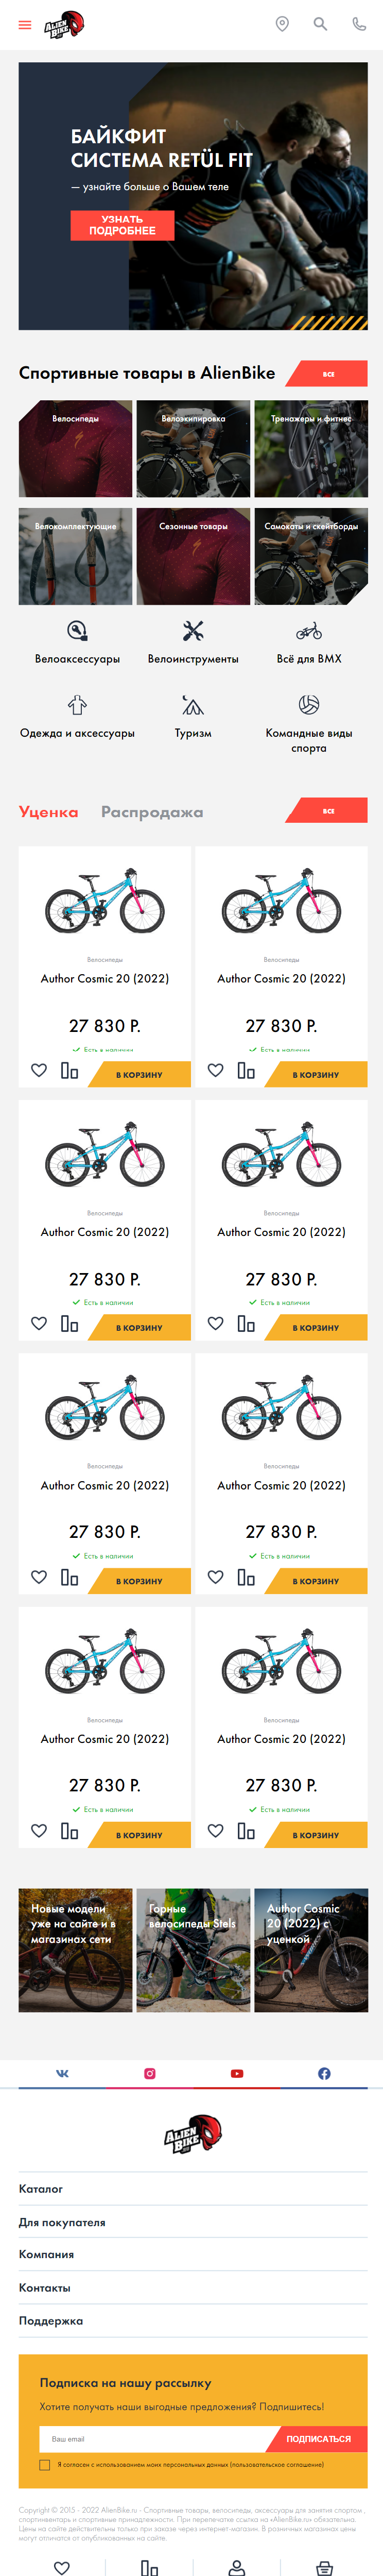 ALIEN
BIKE
БАЙКФИТ
СИСТЕМА RETÜL FIT
— узнайте больше о Вашем теле
УЗНАТЬ
ПОДРОБНЕЕ
Спортивные товары в AlienBike
ВСЕ
Велосипеды
Велоэкипировка
Тренажеры и фитнес
Велокомплектующие
Сезонные товары
Самокаты и скейтборды
Велоаксессуары
Велоинструменты
Всё для BMX
Одежда и аксессуары
Туризм
Командные виды
спорта
Уценка
Распродажа
ВСЕ
Велосипеды
Author Cosmic 20 (2022)
27 830 Р.
Есть в наличии
В КОРЗИНУ
Велосипеды
Author Cosmic 20 (2022)
27 830 Р.
Есть в наличии
В КОРЗИНУ
Велосипеды
Author Cosmic 20 (2022)
27 830 Р.
Есть в наличии
В КОРЗИНУ
Велосипеды
Author Cosmic 20 (2022)
27 830 Р.
Есть в наличии
В КОРЗИНУ
Велосипеды
Author Cosmic 20 (2022)
27 830 Р.
Есть в наличии
В КОРЗИНУ
Велосипеды
Author Cosmic 20 (2022)
27 830 Р.
Есть в наличии
В КОРЗИНУ
Велосипеды
Author Cosmic 20 (2022)
27 830 Р.
Есть в наличии
В КОРЗИНУ
Велосипеды
Author Cosmic 20 (2022)
27 830 Р.
Есть в наличии
В КОРЗИНУ
Новые модели
уже на сайте и в
магазинах сети
Горные
велосипеды Stels
Author Cosmic
20 (2022) с
уценкой
ALIEN
BIKE
Каталог
Для покупателя
Компания
Контакты
Поддержка
Подписка на нашу рассылку
Хотите получать наши выгодные предложения? Подпишитесь!
Ваш email
ПОДПИСАТЬСЯ
Я согласен с использованием моих персональных данных (пользовательское соглашение)
Copyright © 2015 - 2022 AlienBike.ru - Спортивные товары, велосипеды, аксессуары для занятия спортом ,
спортинвентарь и спортивные принадлежности. При перепечатке ссылка на «AlienBike.ru» обязательна.
Цены на сайте действительны только при заказе через интернет-магазин. В розничных магазинах цены
могут отличатся от опубликованных на сайте.